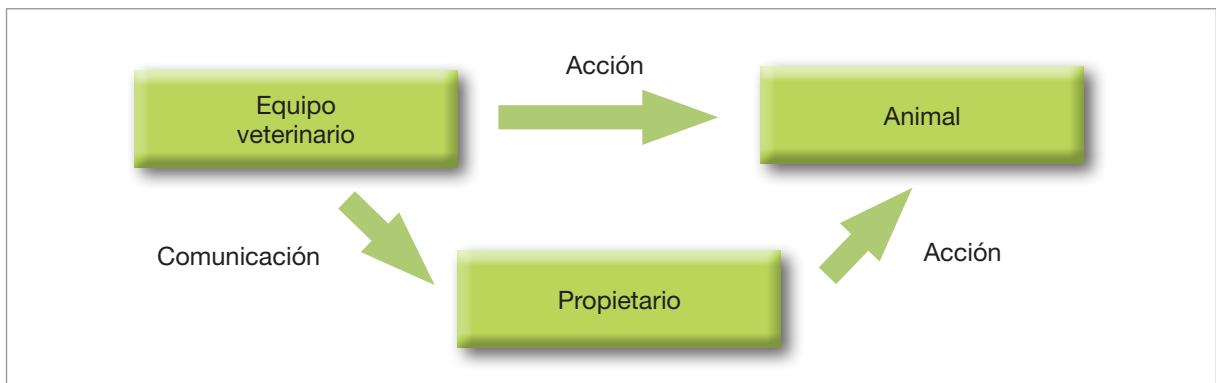 Acción
Equipo
veterinario
Animal
Comunicación
Acción
Propietario